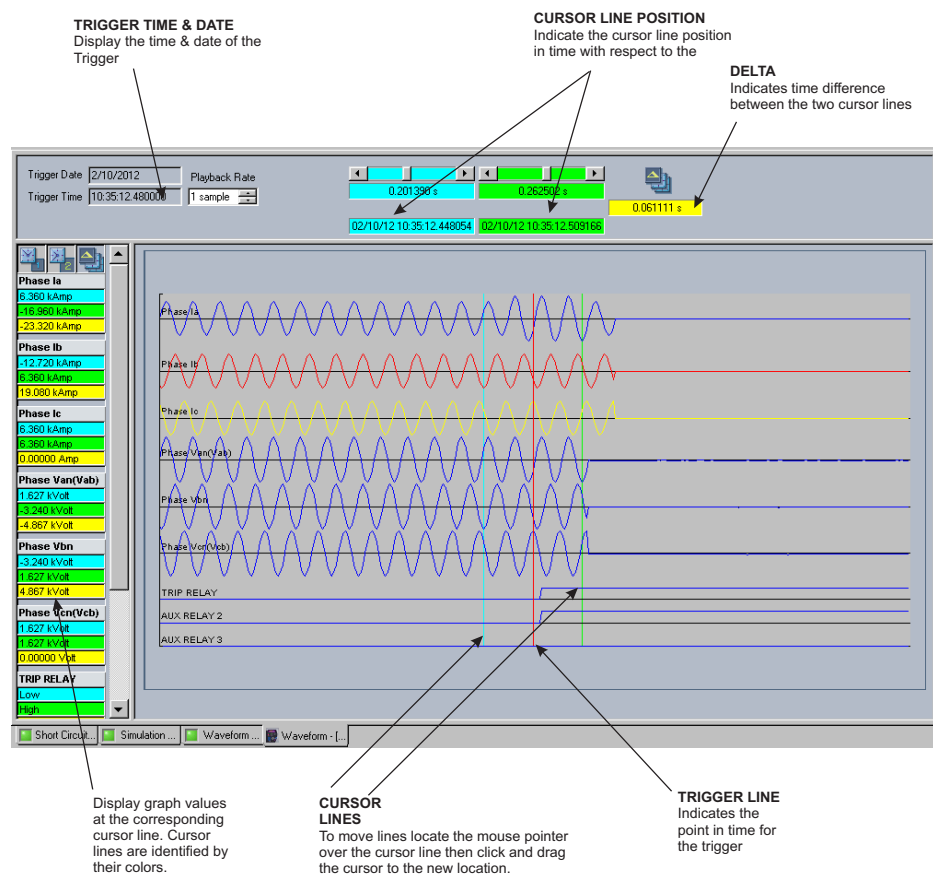 TRIGGER TIME & DATE
Display the time & date of the
Trigger
CURSOR LINE POSITION
Indicate the cursor line position
in time with respect to the
DELTA
Indicates time difference
between the two cursor lines
Trigger Date 2/10/2012 Playback Rate
Trigger Time 10:35:12.480000 1 sample
0.201390 s 0.262502 s
0.061111 s
02/10/12 10:35:12.448054 02/10/12 10:35:12.509166
1 2
Phase Ia
6.360 kAmp
-16.960 kAmp
-23.320 kAmp
Phase Ib
-12.720 kAmp
6.360 kAmp
19.080 kAmp
Phase Ic
6.360 kAmp
6.360 kAmp
0.00000 Amp
Phase Van(Vab)
1.627 kVolt
-3.240 kVolt
-4.867 kVolt
Phase Vbn
-3.240 kVolt
1.627 kVolt
4.867 kVolt
Phase Vcn(Vcb)
1.627 kVolt
1.627 kVolt
0.00000 Volt
TRIP RELAY
Low
High
Phase Ia
Phase Ib
Phase Ic
Phase Van(Vab)
Phase Vbn
Phase Vcn(Vcb)
TRIP RELAY
AUX RELAY 2
AUX RELAY 3
Short Circuit... Simulation ... Waveform ... Waveform - [...
Display graph values
at the corresponding
cursor line. Cursor
lines are identified by
their colors.
CURSOR
LINES
To move lines locate the mouse pointer
over the cursor line then click and drag
the cursor to the new location.
TRIGGER LINE
Indicates the
point in time for
the trigger